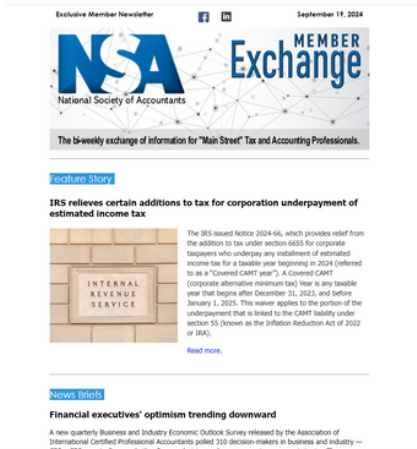 Exclusive Member Newsletter
September 19, 2024
NSA
National Society of Accountants
MEMBER
Exchange
The bi-weekly exchange of information for "Main Street" Tax and Accounting Professionals.
Feature Story
IRS relieves certain additions to tax for corporation underpayment of
estimated income tax
INTERNAL
REVENUE
SERVICE
The IRS issued Notice 2024-66, which provides relief from
the addition to tax under section 6655 for corporate
taxpayers who underpay any installment of estimated
income tax for a taxable year beginning in 2024 (referred
to as a "Covered CAMT year"). A Covered CAMT
(corporate alternative minimum tax) Year is any taxable
year that begins after December 31, 2023, and before
January 1, 2025. This waiver applies to the portion of the
underpayment that is linked to the CAMT liability under
section 55 (known as the Inflation Reduction Act of 2022
or IRA).
Read more.
News Briefs
Financial executives' optimism trending downward
A new quarterly Business and Industry Economic Outlook Survey released by the Association of
International Certified Professional Accountants polled 310 decision-makers in business and industry —